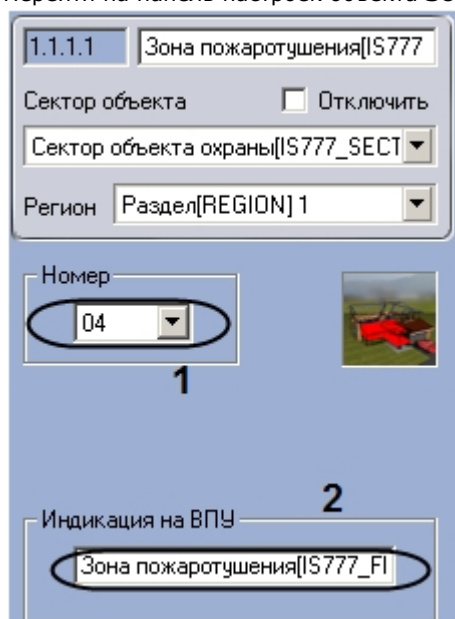 1.1.1.1 Зона пожаротушения[IS777
Сектор объекта Отключить
Сектор объекта охраны[IS777_SECT
Регион Раздел[REGION] 1
Номер
04
1
2
Индикация на ВПУ
Зона пожаротушения[IS777_FI